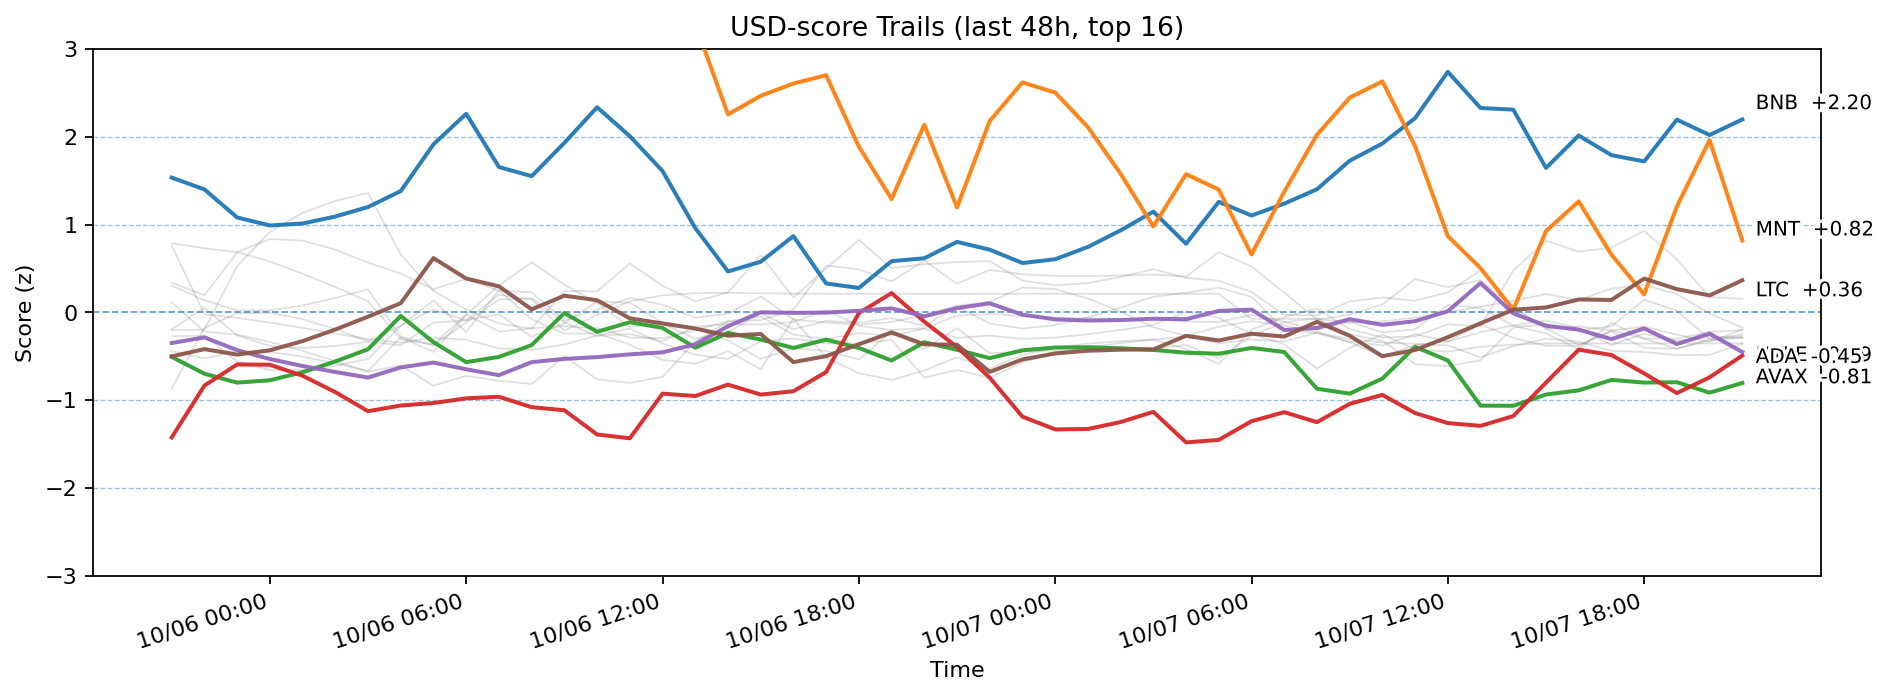 USD-score Trails (last 48h, top 16)
Score (z)
3
2
1
0
−1
−2
−3
BNB +2.20
MNT +0.82
LTC +0.36
ADA -0.45
AVAX -0.81
10/06 00:00
10/06 06:00
10/06 12:00
10/06 18:00
10/07 00:00
10/07 06:00
10/07 12:00
10/07 18:00
Time